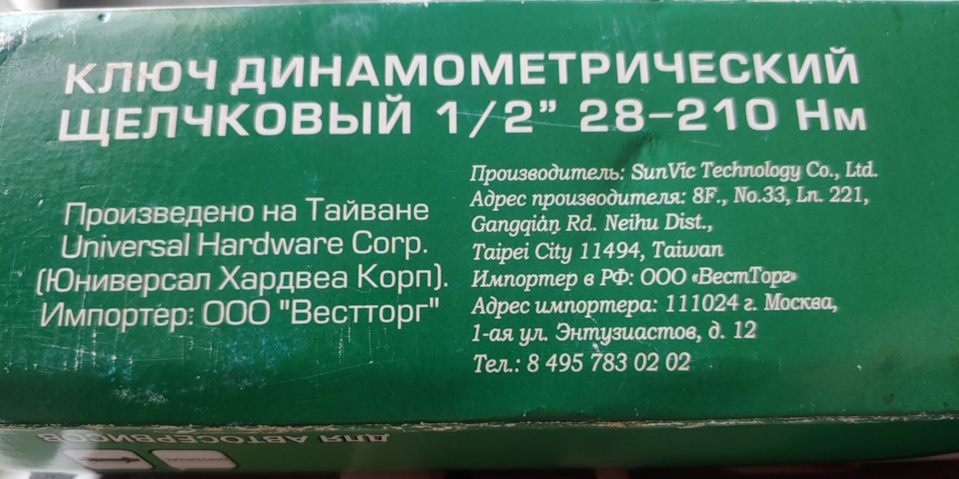 КЛЮЧ ДИНАМОМЕТРИЧЕСКИЙ
ЩЕЛЧКОВЫЙ 1/2” 28-210 Нм
Произведено на Тайване
Universal Hardware Corp.
(Юниверсал Хардвеа Корп).
Импортер: ООО "Вестторг"
Производитель: SunVic Technology Co., Ltd.
Адрес производителя: 8F., No.33, Ln. 221,
Gangqian Rd. Neihu Dist.,
Taipei City 11494, Taiwan
Импортер в РФ: ООО «ВестТорг»
Адрес импортера: 111024 г. Москва,
1-ая ул. Энтузиастов, д. 12
Тел.: 8 495 783 02 02
ДЛЯ АВТОСЕРВИСОВ